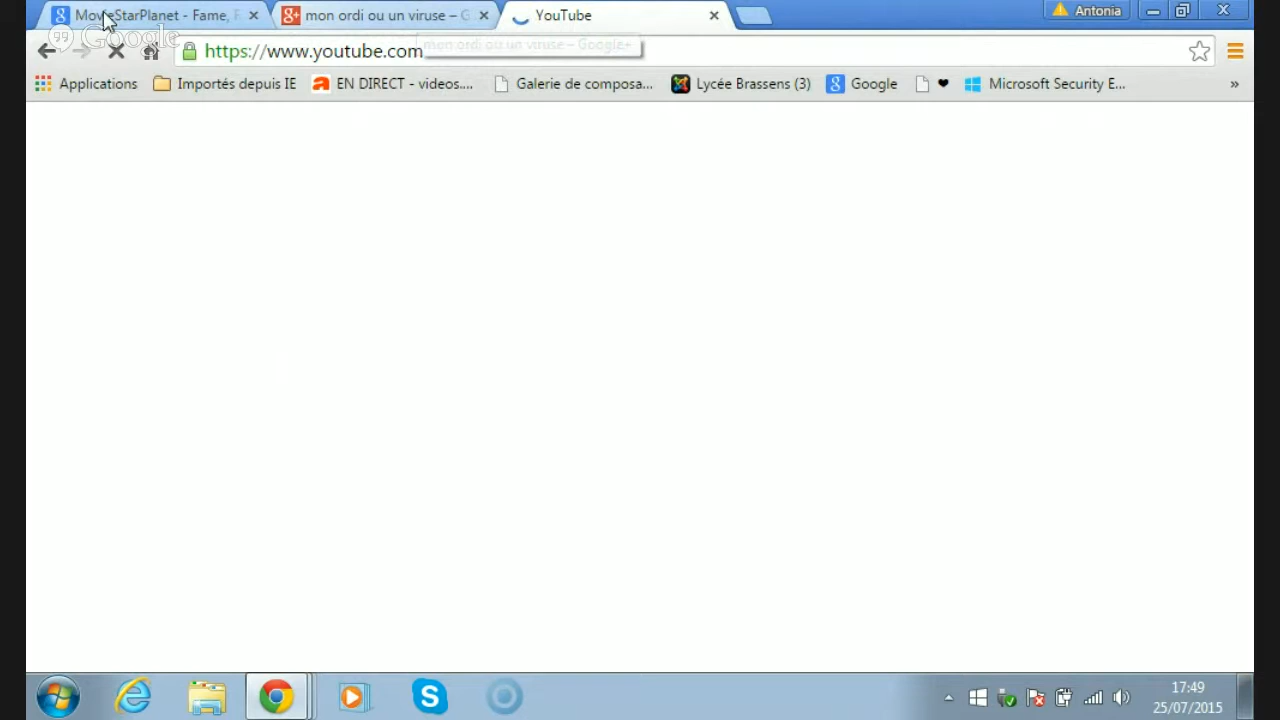 MovieStarPlanet - Fame, F
mon ordi ou un viruse – G
YouTube
Antonia
Google
https://www.youtube.com
mon ordi ou un viruse – Google+
Applications
Importés depuis IE
EN DIRECT - videos....
Galerie de composa...
Lycée Brassens (3)
Google
Microsoft Security E...
»
17:49
25/07/2015